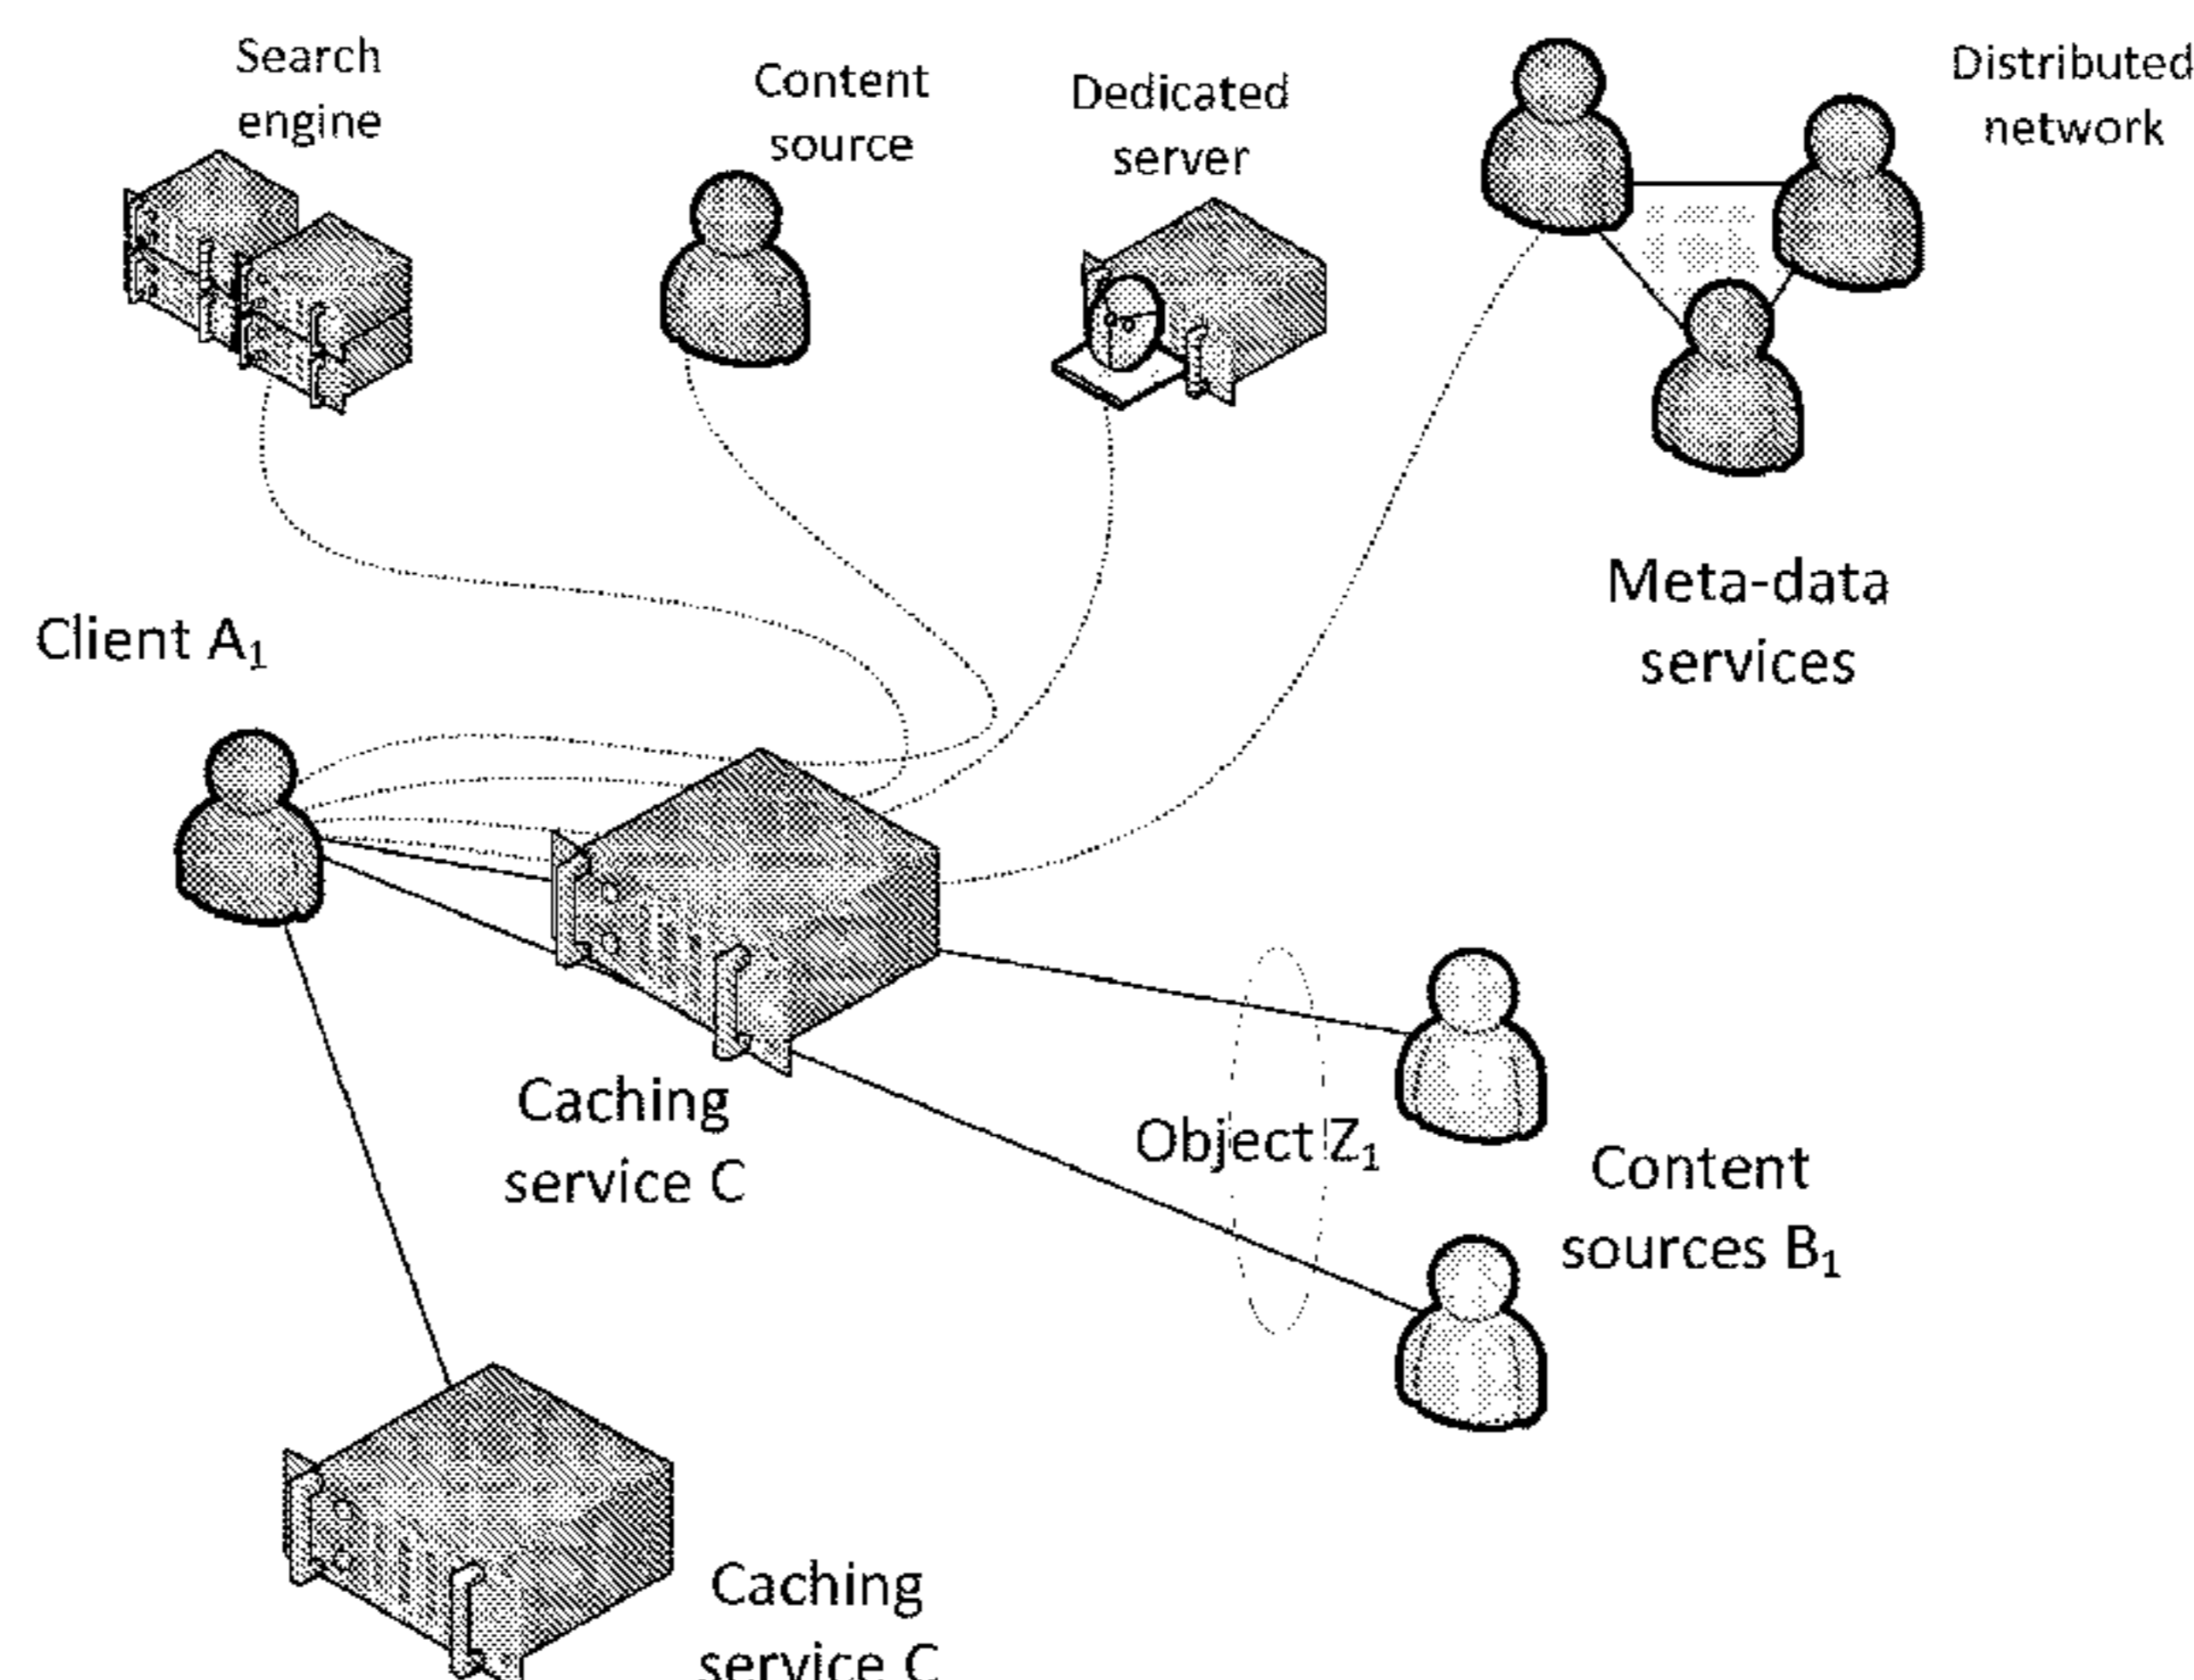 Search
engine
Content
source
Dedicated
server
Distributed
network
Meta-data
services
Client A₁
Caching
service C
Object Z₁
Content
sources B₁
Caching
service C